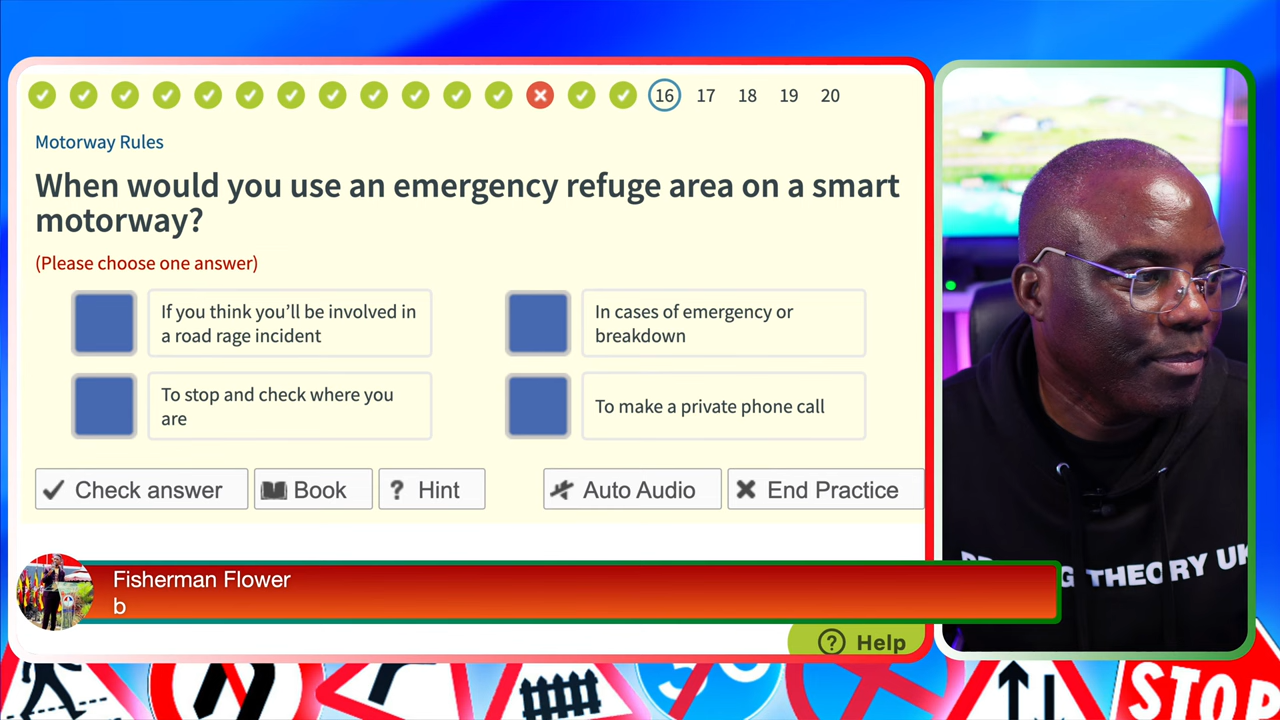 16 17 18 19 20
Motorway Rules
When would you use an emergency refuge area on a smart
motorway?
(Please choose one answer)
If you think you’ll be involved in
a road rage incident
In cases of emergency or
breakdown
To stop and check where you
are
To make a private phone call
Check answer Book ? Hint Auto Audio End Practice
Fisherman Flower
b
THEORY UK
? Help
STOP